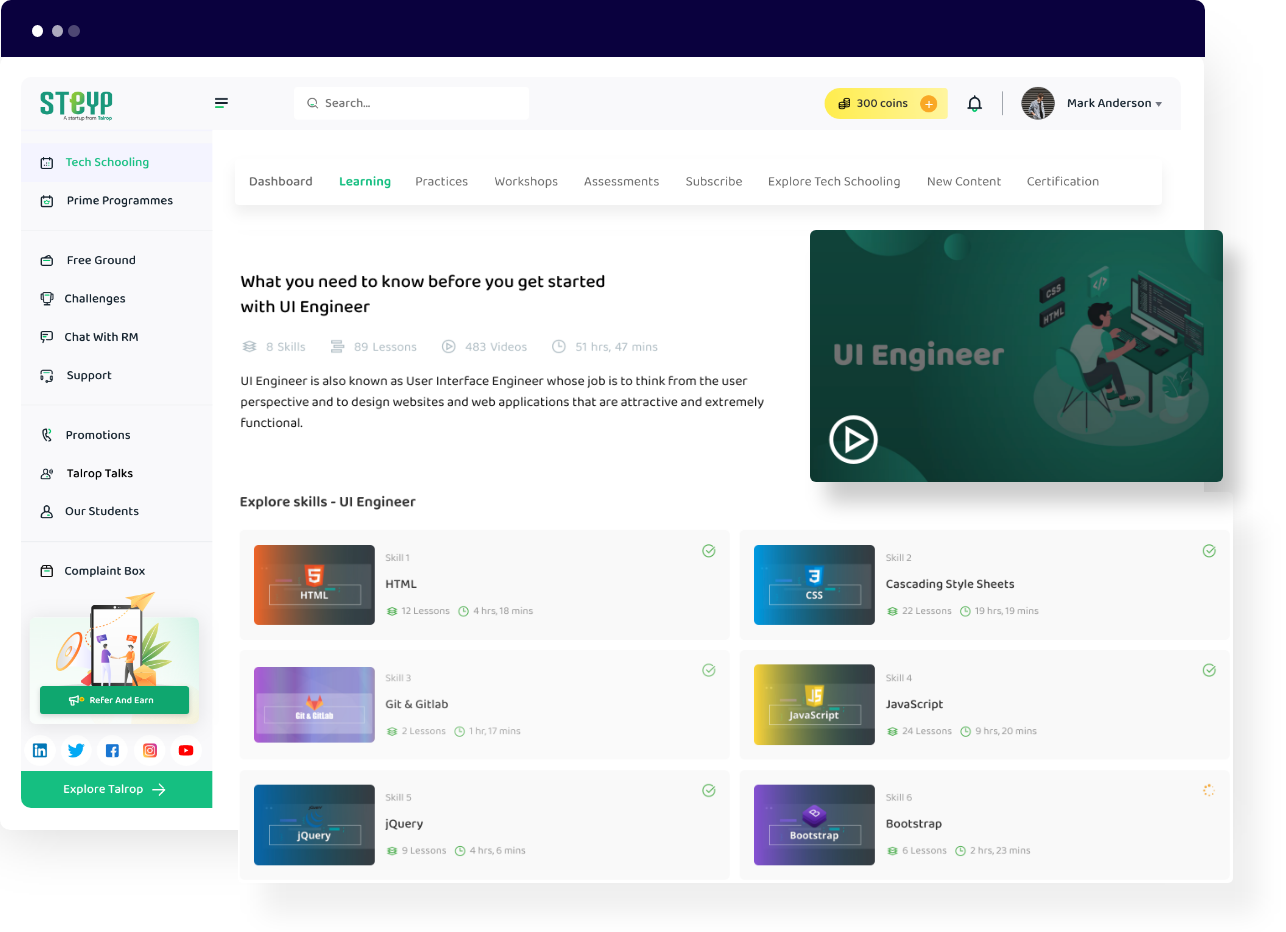 STEYP
A startup from Talrop
Search...
300 coins
Mark Anderson
Tech Schooling
Prime Programmes
Free Ground
Challenges
Chat With RM
Support
Promotions
Talrop Talks
Our Students
Complaint Box
Refer And Earn
Explore Talrop
Dashboard Learning Practices Workshops Assessments Subscribe Explore Tech Schooling New Content Certification
What you need to know before you get started
with UI Engineer
8 Skills 89 Lessons 483 Videos 51 hrs, 47 mins
UI Engineer is also known as User Interface Engineer whose job is to think from the user
perspective and to design websites and web applications that are attractive and extremely
functional.
UI Engineer
CSS
</>
HTML
Explore skills - UI Engineer
HTML
Skill 1
HTML
12 Lessons 4 hrs, 18 mins
CSS
Skill 2
Cascading Style Sheets
22 Lessons 19 hrs, 19 mins
Git & GitLab
Skill 3
Git & Gitlab
2 Lessons 1 hr, 17 mins
JS
JavaScript
Skill 4
JavaScript
24 Lessons 9 hrs, 20 mins
jQuery
Skill 5
jQuery
9 Lessons 4 hrs, 6 mins
B
Bootstrap
Skill 6
Bootstrap
6 Lessons 2 hrs, 23 mins